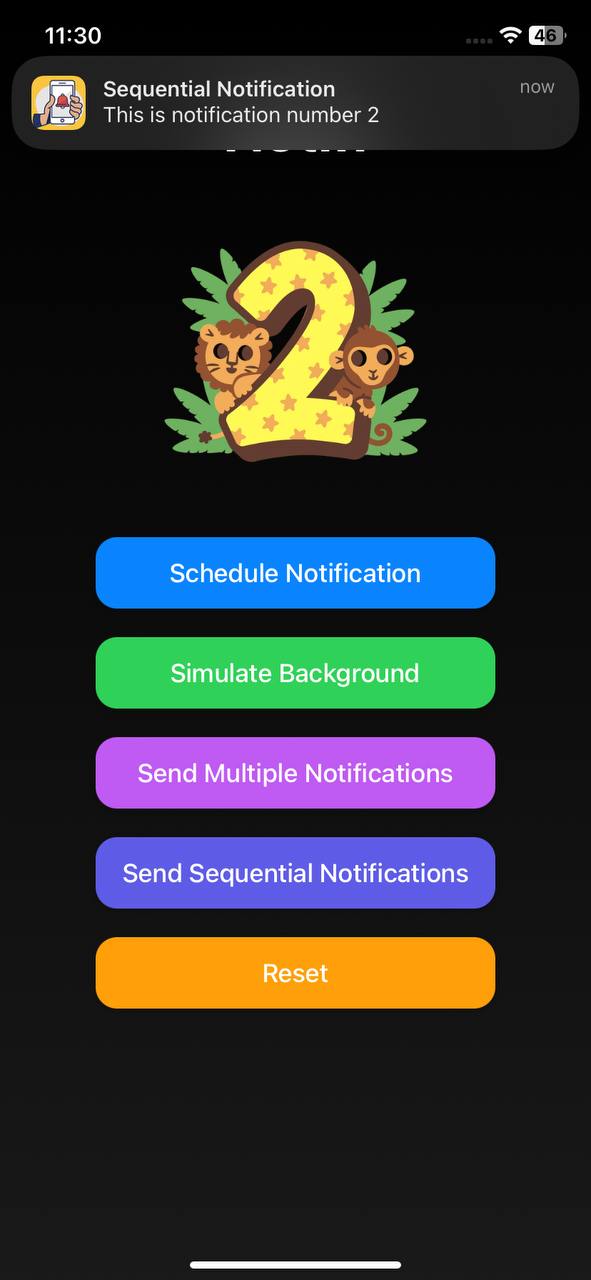 11:30
46
Sequential Notification
now
This is notification number 2
2
Schedule Notification
Simulate Background
Send Multiple Notifications
Send Sequential Notifications
Reset